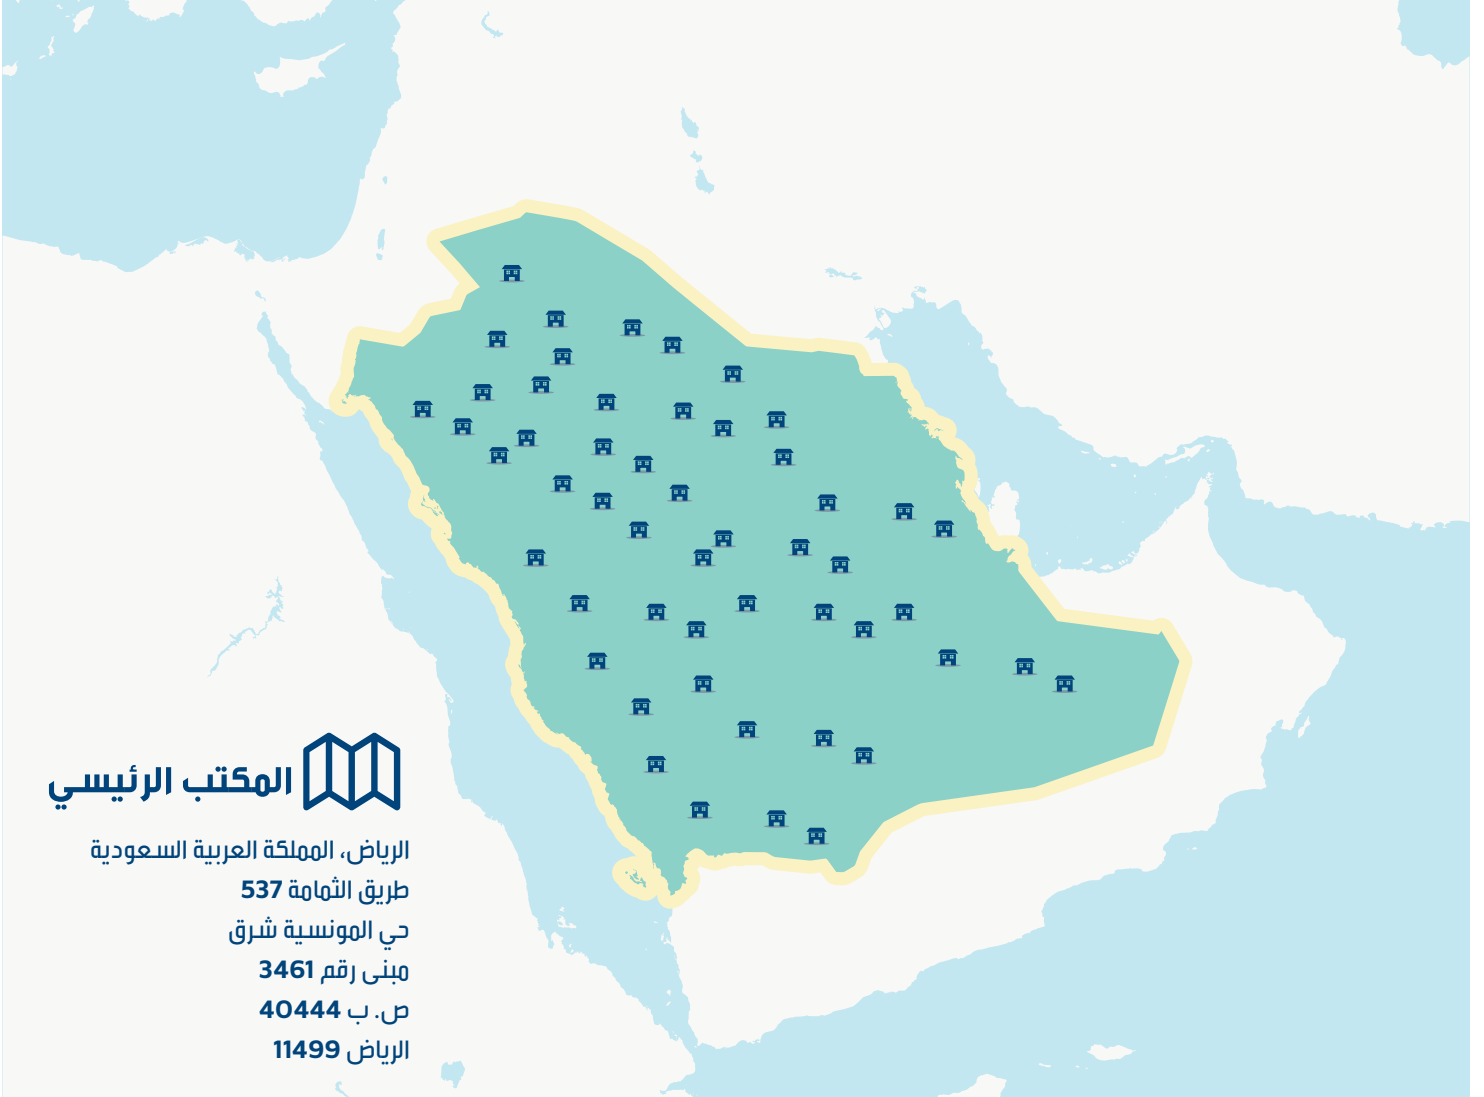 المكتب الرئيسي
الرياض، المملكة العربية السعودية
طريق الثمامة 537
حي المونسية شرق
مبنى رقم 3461
ص. ب 40444
الرياض 11499